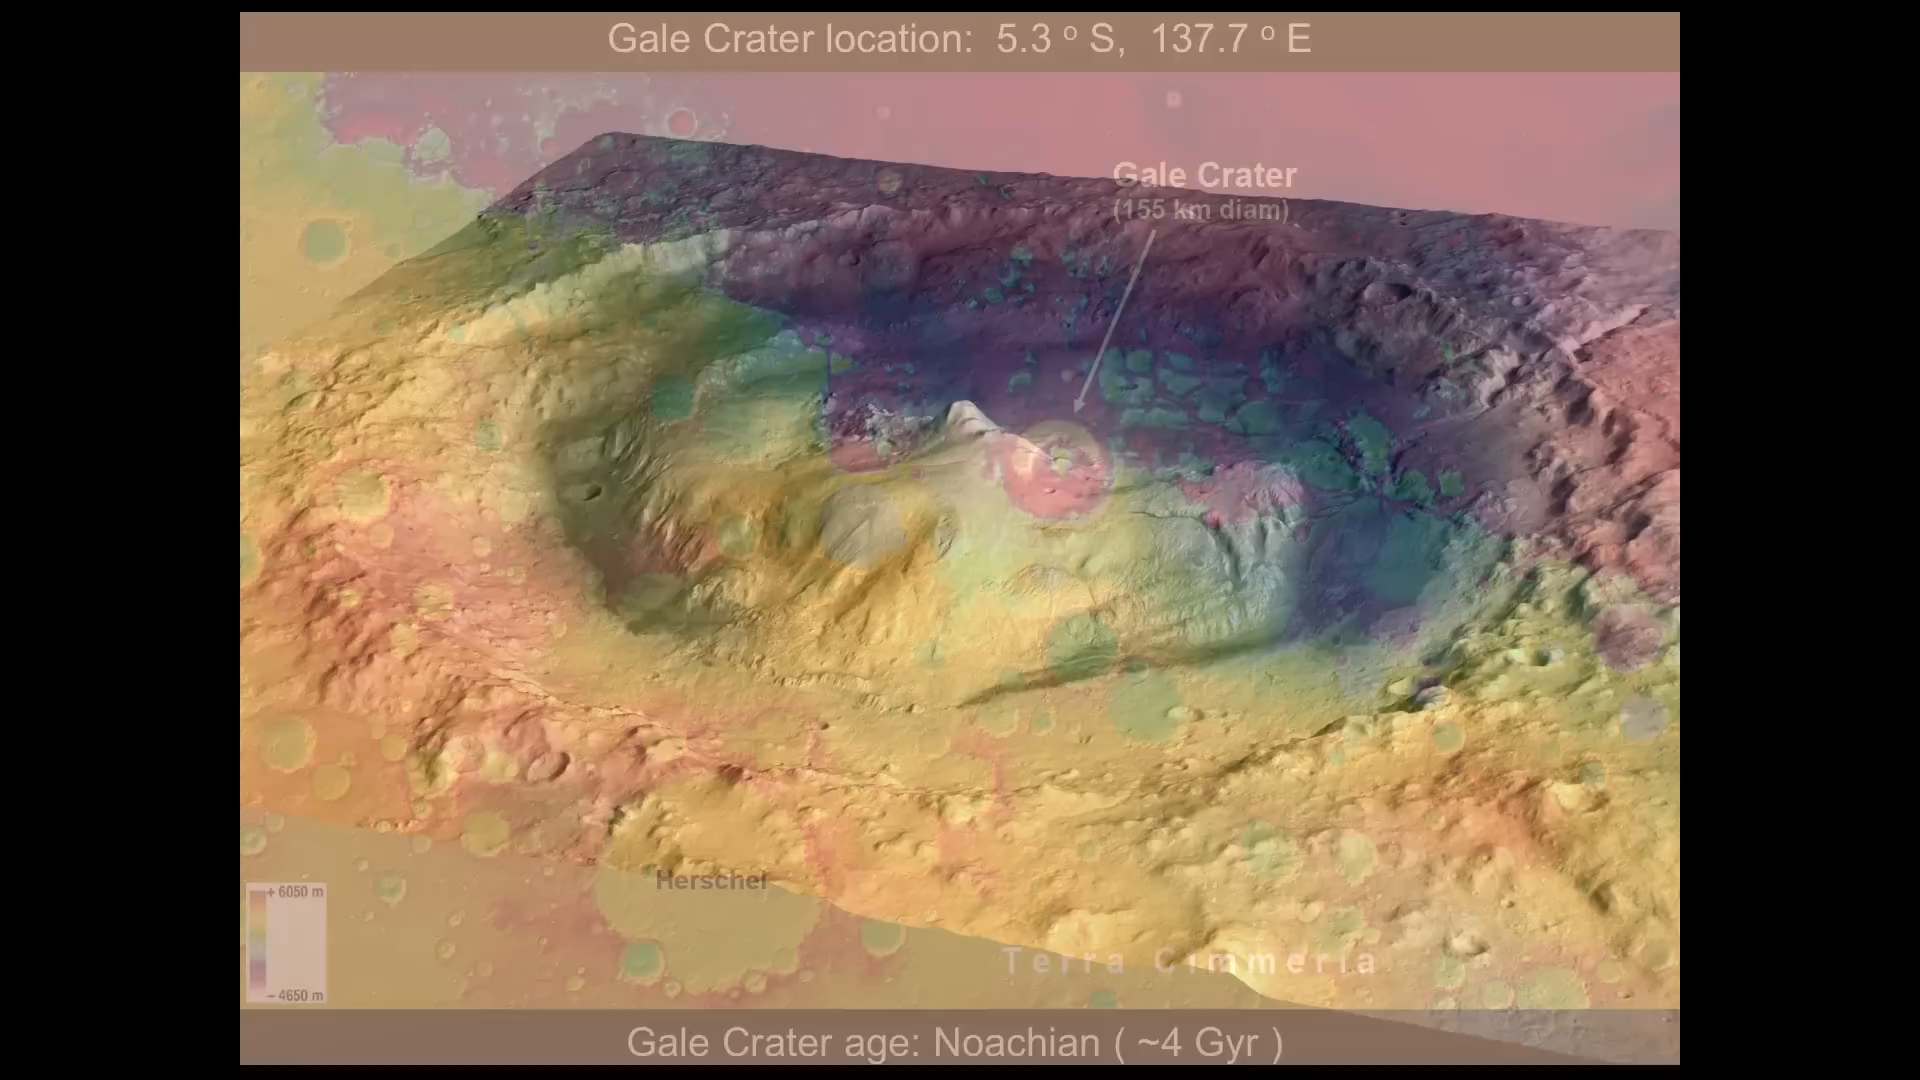 Gale Crater location: 5.3 º S, 137.7 º E
Gale Crater
(155 km diam)
Herschel
Terra Cimmeria
+ 6050 m
– 4650 m
Gale Crater age: Noachian ( ~4 Gyr )